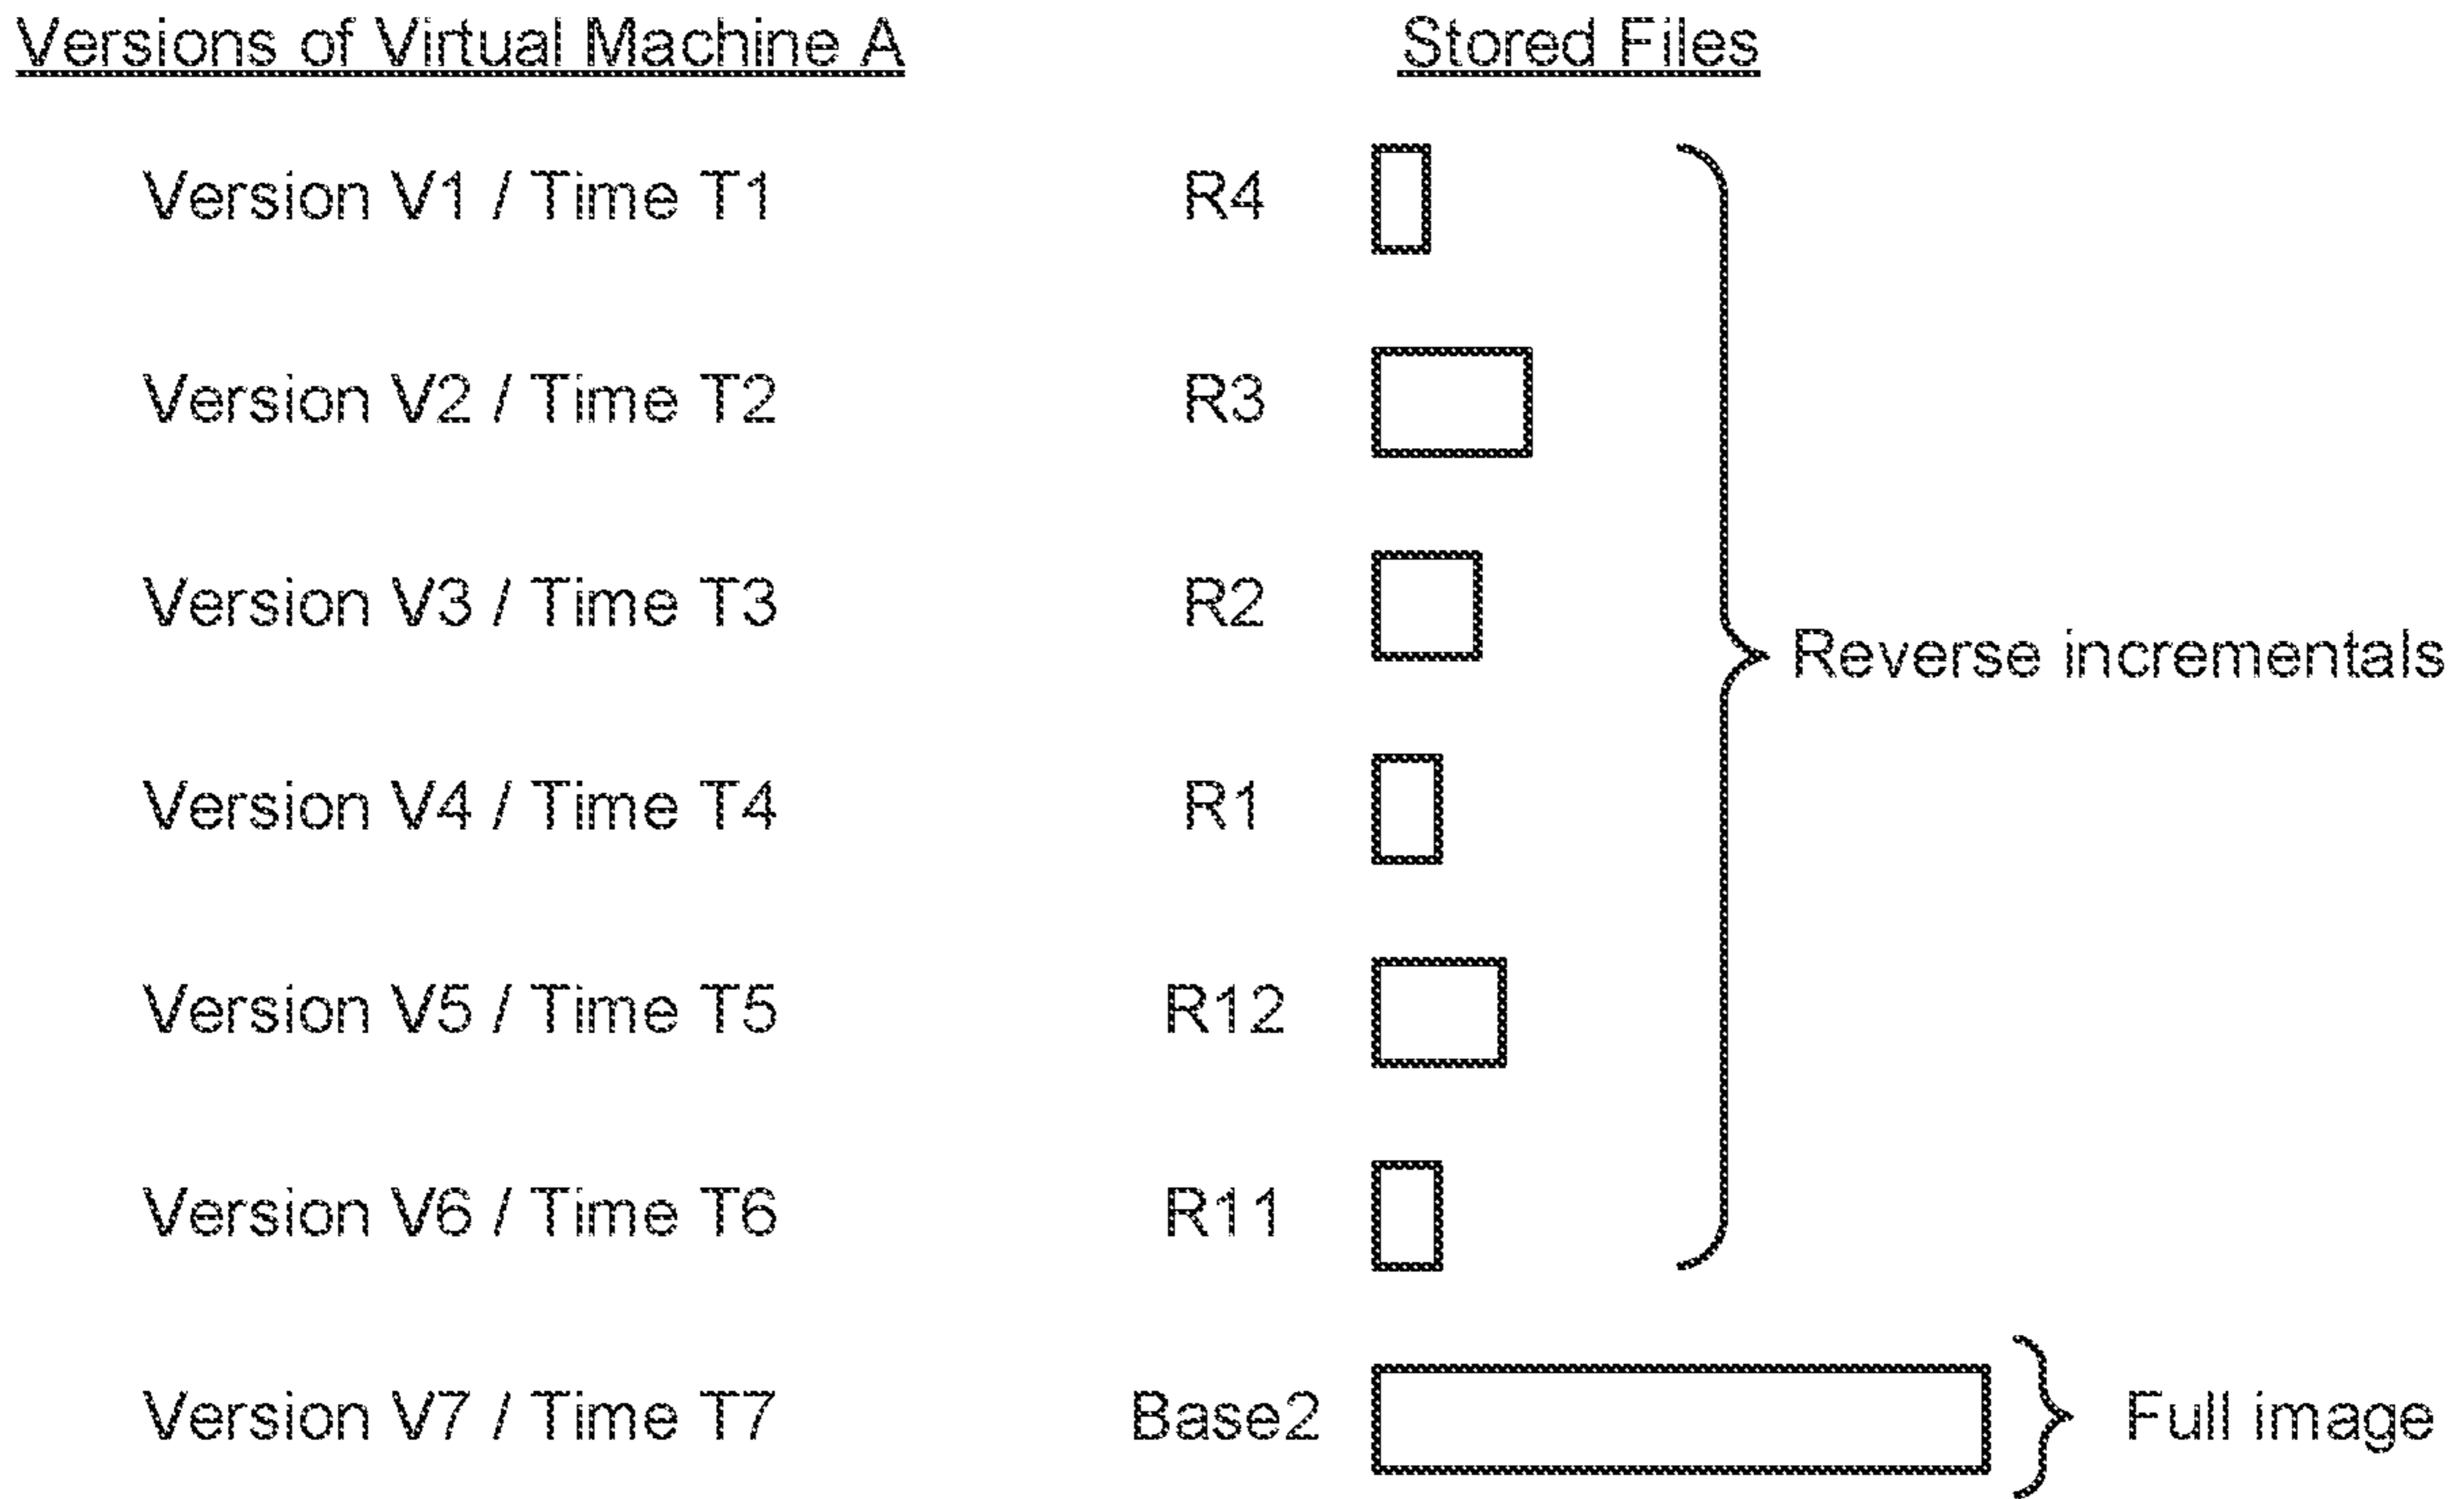 Versions of Virtual Machine A Stored Files
Version V1 / Time T1 R4
Version V2 / Time T2 R3
Version V3 / Time T3 R2
Reverse incrementals
Version V4 / Time T4 R1
Version V5 / Time T5 R12
Version V6 / Time T6 R11
Version V7 / Time T7 Base2 Full image